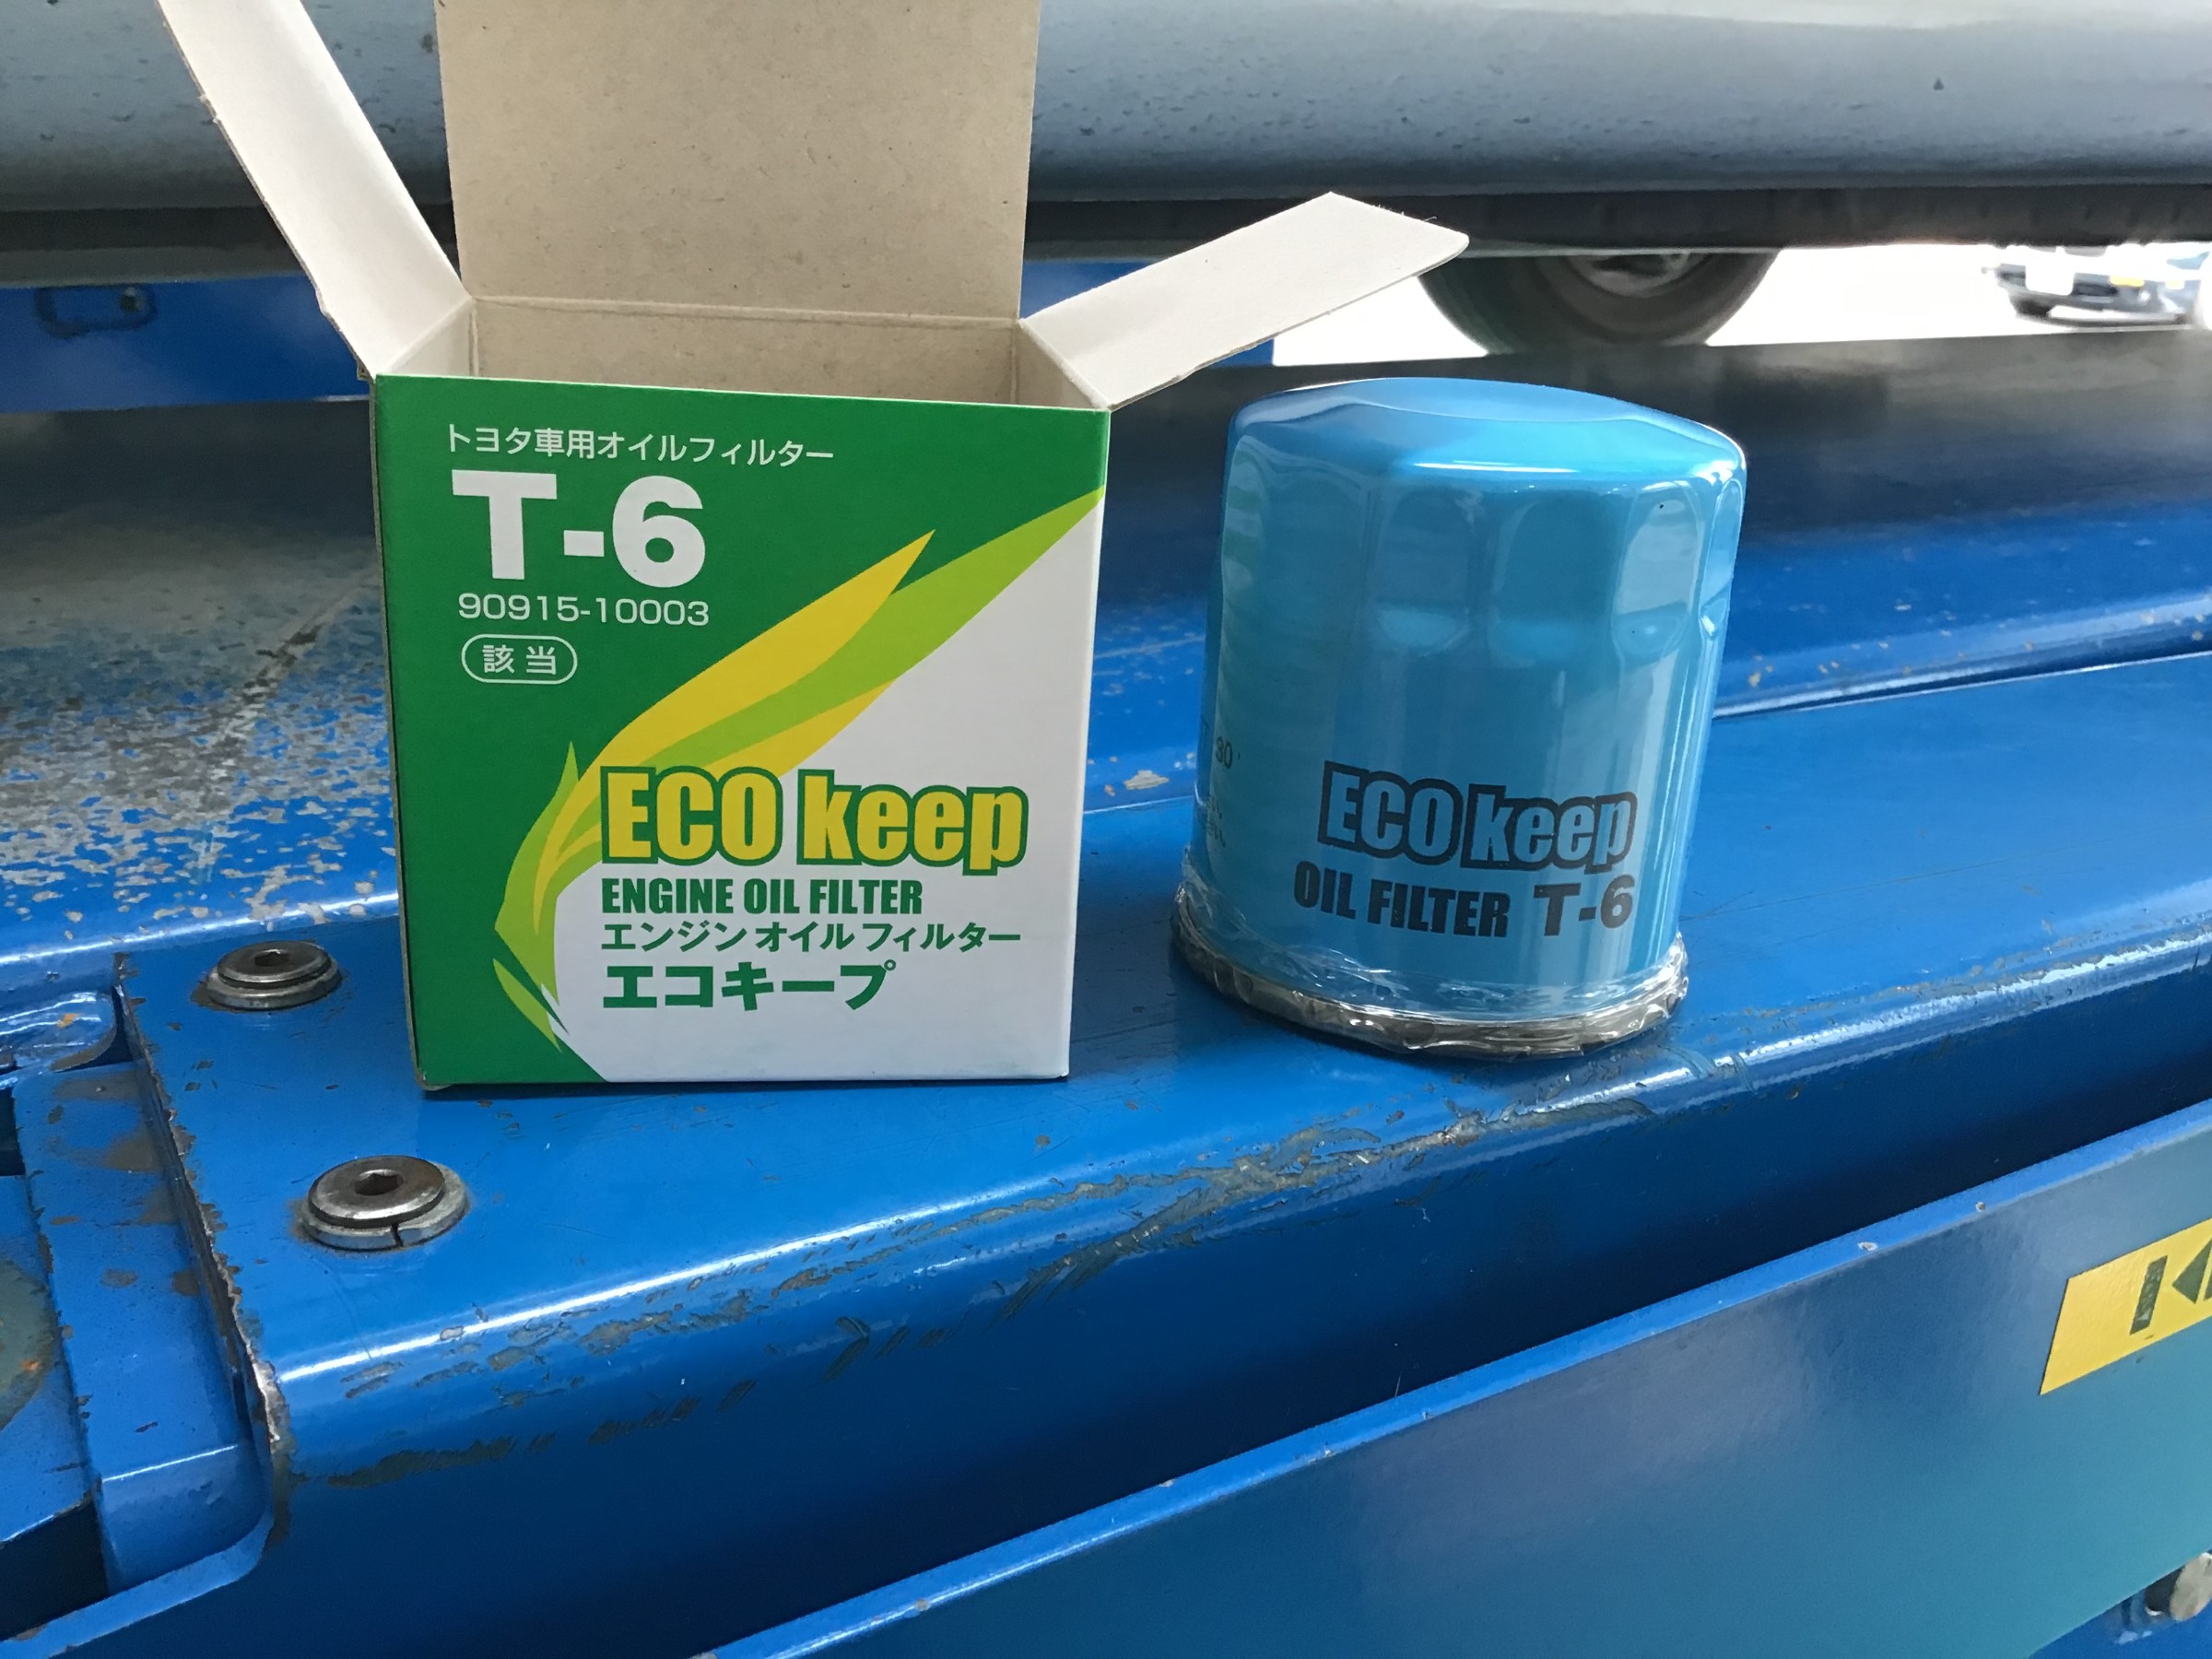 トヨタ車用オイルフィルター
T-6
90915-10003
該当
ECO keep
ENGINE OIL FILTER
エンジンオイルフィルター
エコキープ
30
ECO keep
OIL FILTER T-6